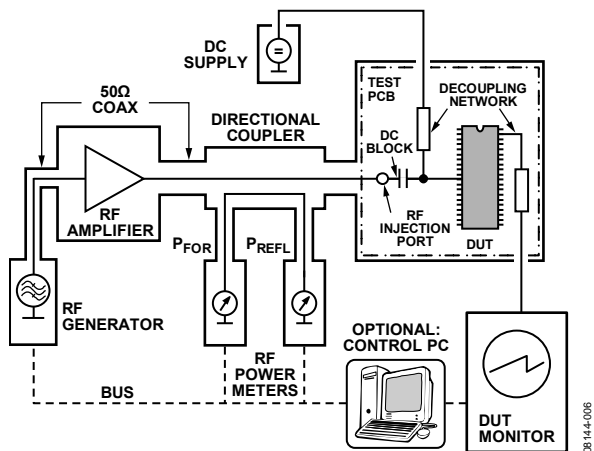 DC
SUPPLY
TEST
PCB
DECOUPLING
NETWORK
50Ω
COAX
DIRECTIONAL
COUPLER
DC
BLOCK
RF
AMPLIFIER
RF
INJECTION
PORT
DUT
PFOR
PREFL
RF
GENERATOR
RF
POWER
METERS
BUS
OPTIONAL:
CONTROL PC
DUT
MONITOR
08144-006